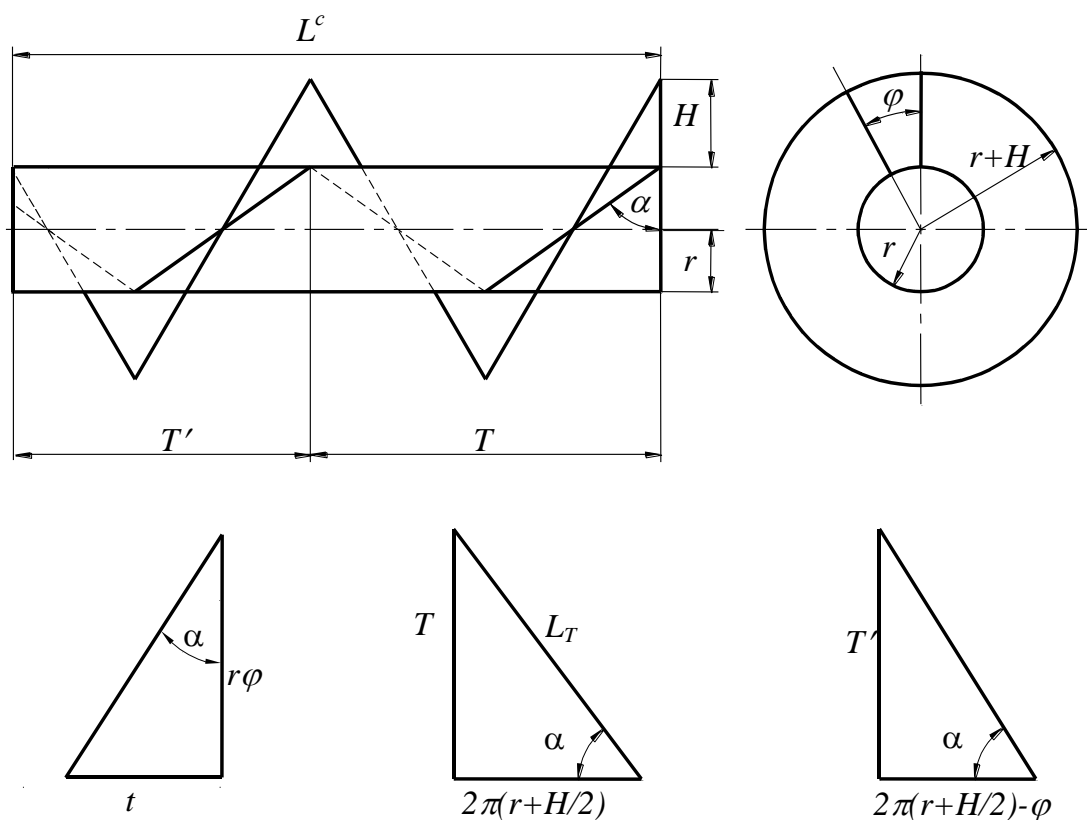 L^c
H
φ
r+H
α
r
r
T′
T
α
rφ
t
T
L_T
α
2π(r+H/2)
T′
α
2π(r+H/2)-φ